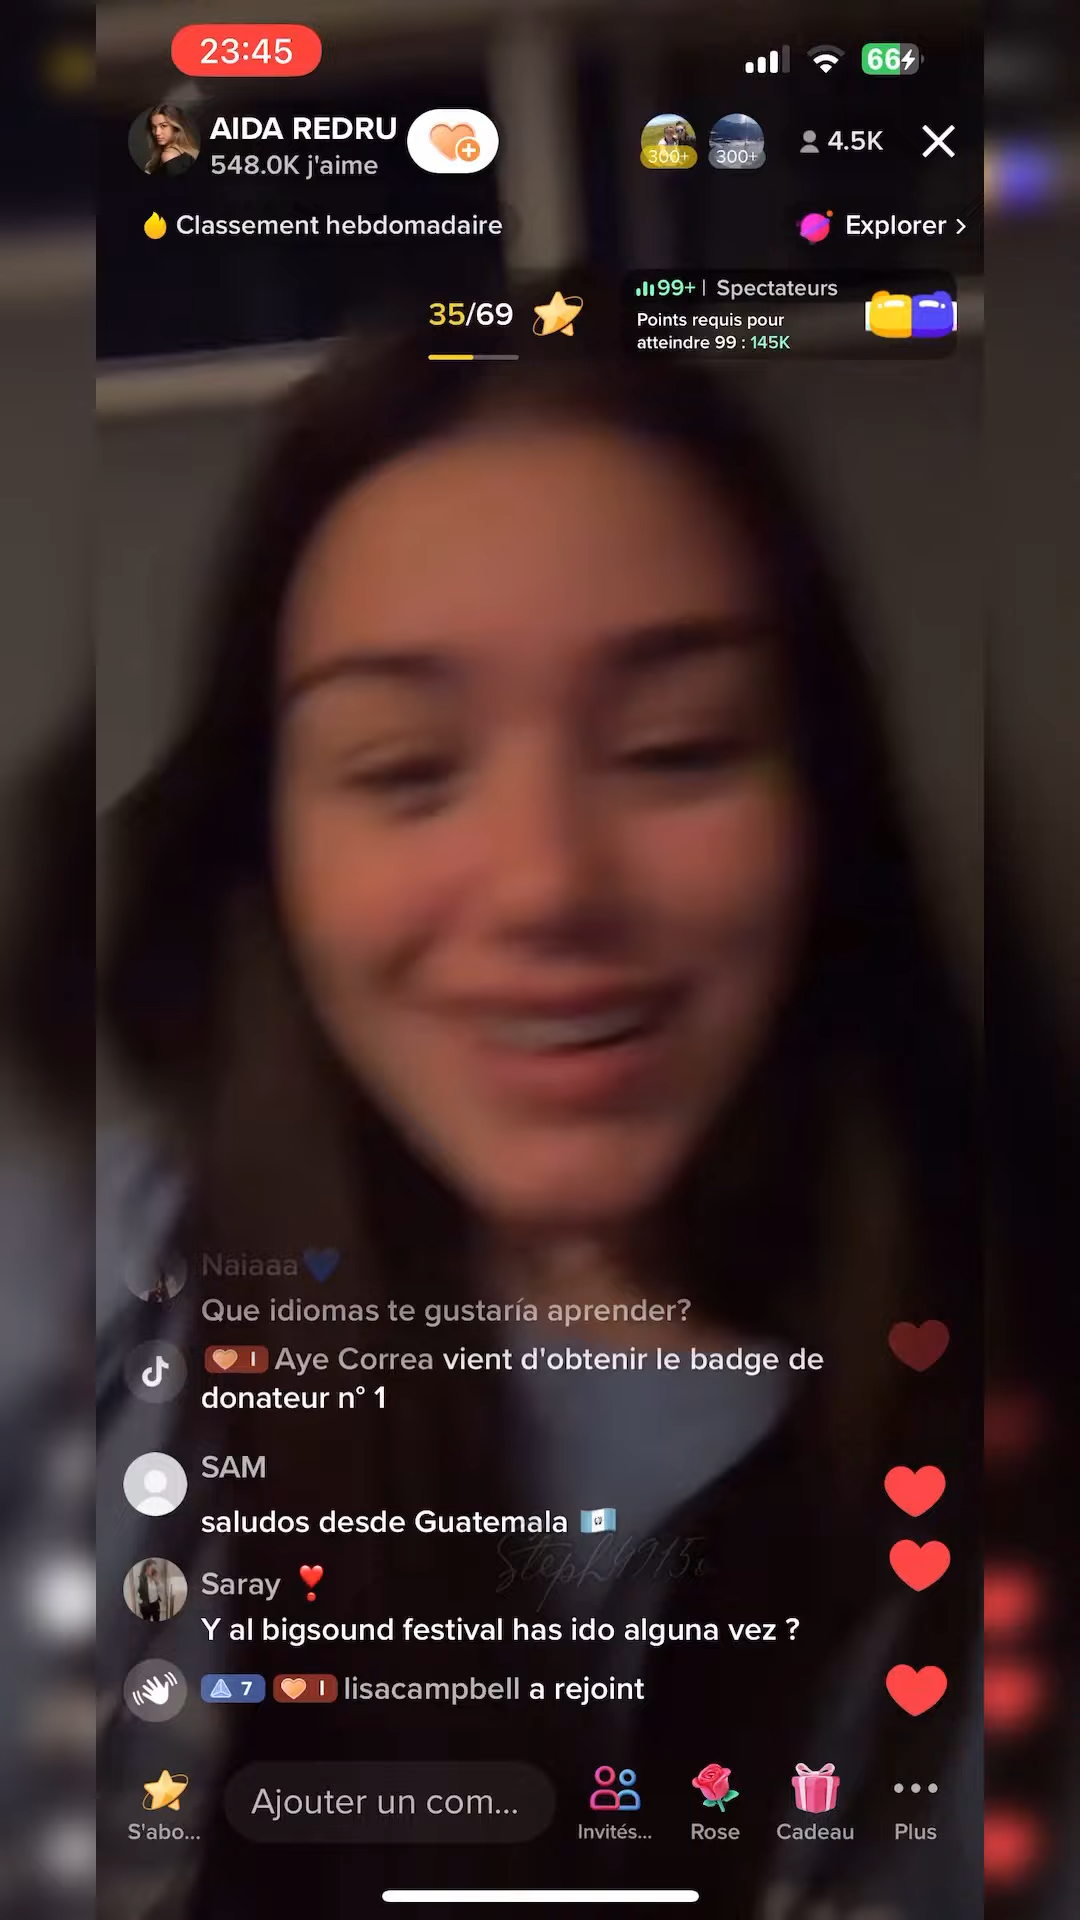 23:45
66
AIDA REDRU
548.0K j'aime
300+
300+
4.5K
Classement hebdomadaire
Explorer >
35/69
99+ | Spectateurs
Points requis pour
atteindre 99 : 145K
Naiaaa💙
Que idiomas te gustaría aprender?
🧡 I Aye Correa vient d'obtenir le badge de
donateur n° 1
SAM
saludos desde Guatemala 🇬🇹
Saray ❣️
Y al bigsound festival has ido alguna vez ?
7 🧡 I lisacampbell a rejoint
Ajouter un com...
S'abo...
Invités...
Rose
Cadeau
Plus